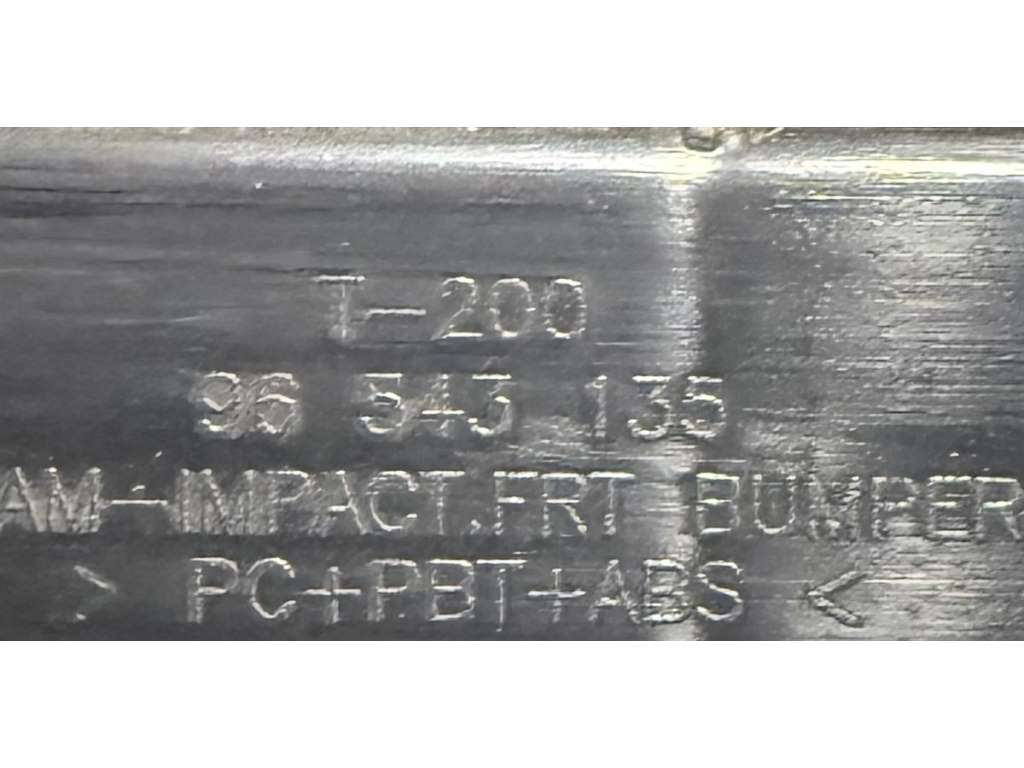 T-200
96 543 135
AM-IMPACT.FRT BUMPER
> PC+PBT+ABS <